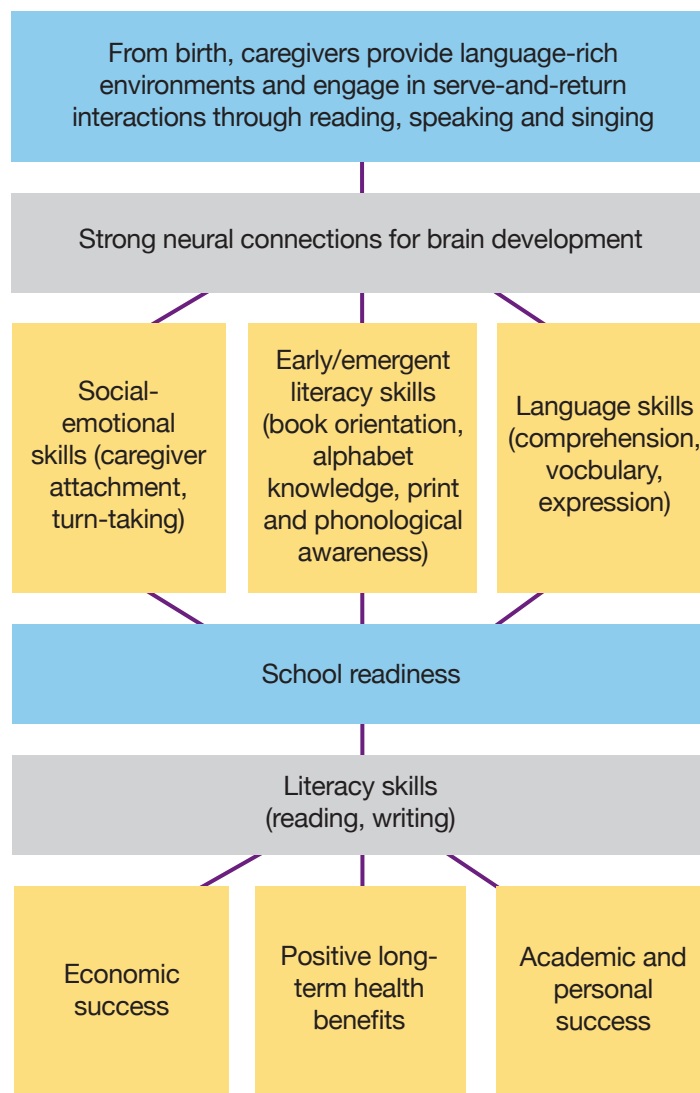 From birth, caregivers provide language-rich
environments and engage in serve-and-return
interactions through reading, speaking and singing
Strong neural connections for brain development
Social-
emotional
skills (caregiver
attachment,
turn-taking)
Early/emergent
literacy skills
(book orientation,
alphabet
knowledge, print
and phonological
awareness)
Language skills
(comprehension,
vocbulary,
expression)
School readiness
Literacy skills
(reading, writing)
Economic
success
Positive long-
term health
benefits
Academic and
personal
success